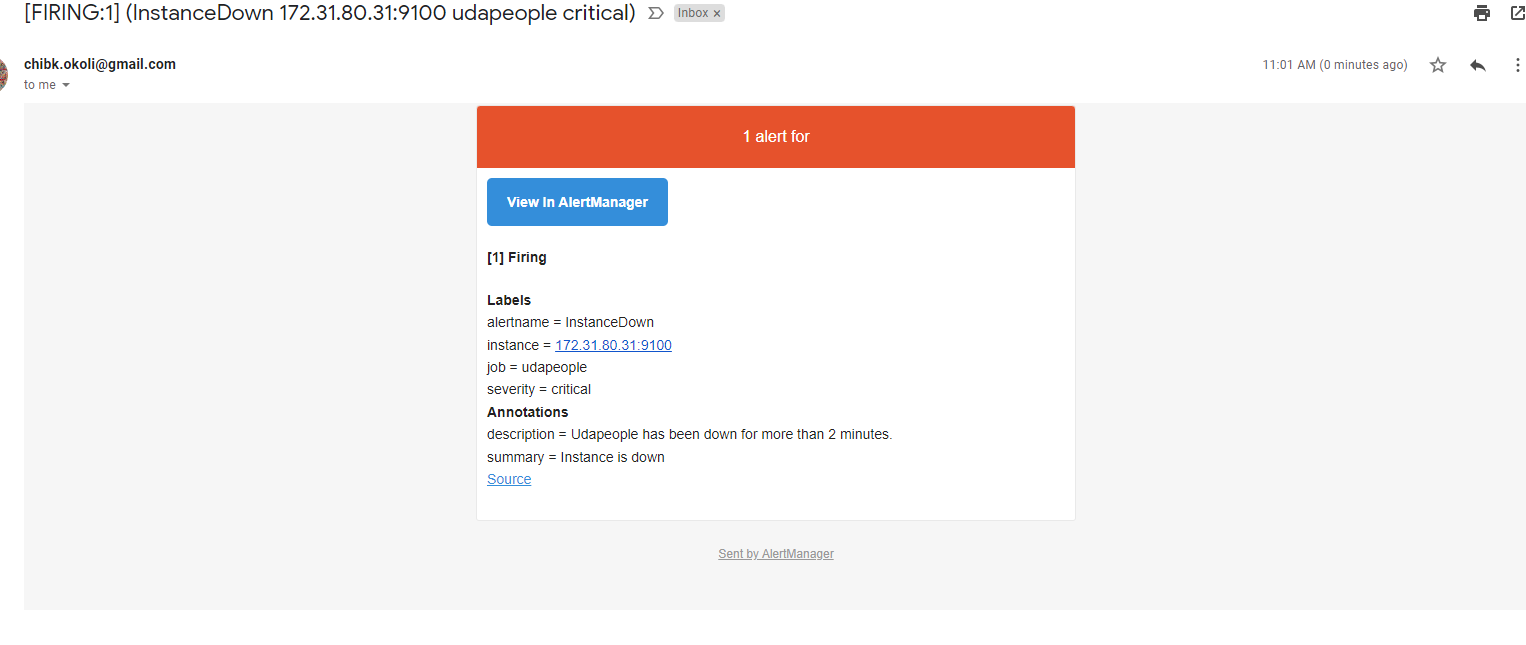 [FIRING:1] (InstanceDown 172.31.80.31:9100 udapeople critical) Inbox ×
chibk.okoli@gmail.com 11:01 AM (0 minutes ago)
to me
1 alert for
View In AlertManager
[1] Firing
Labels
alertname = InstanceDown
instance = 172.31.80.31:9100
job = udapeople
severity = critical
Annotations
description = Udapeople has been down for more than 2 minutes.
summary = Instance is down
Source
Sent by AlertManager